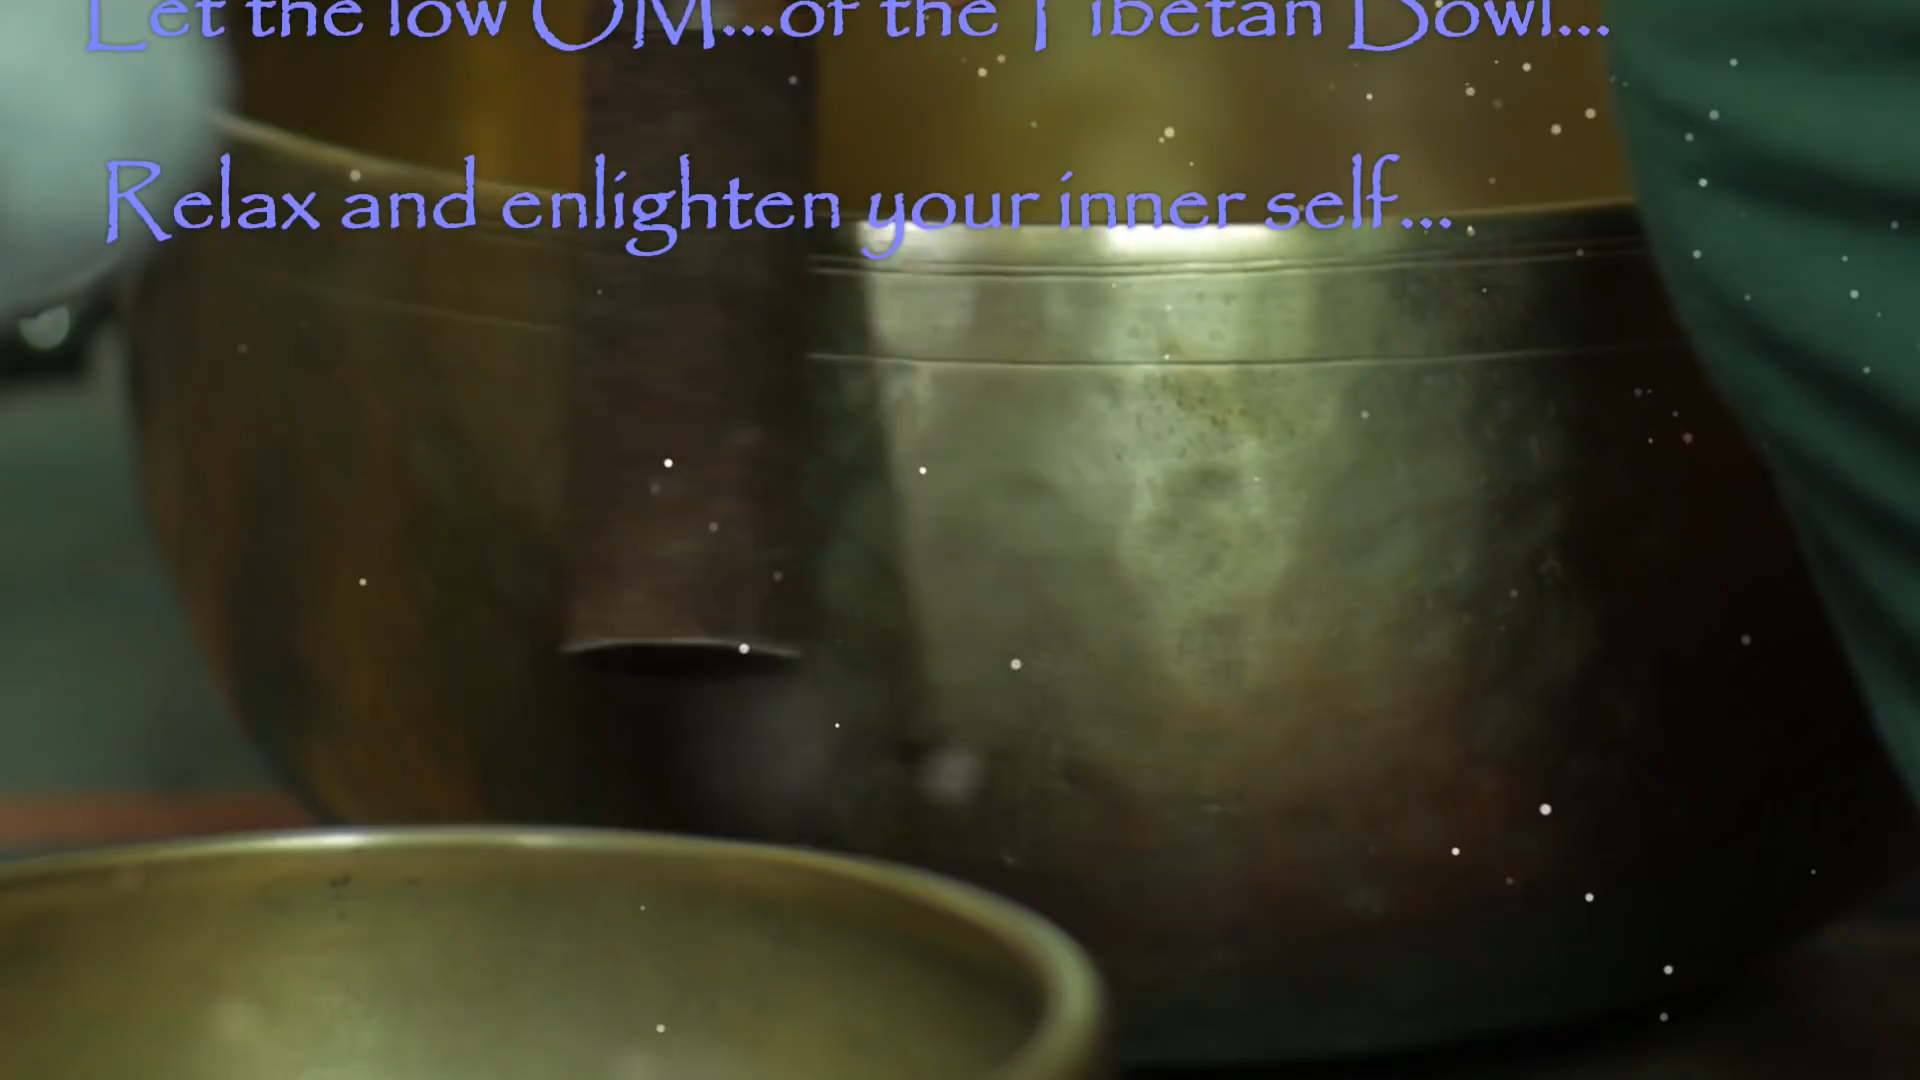 Let the low OM...of the Tibetan Bowl...
Relax and enlighten your inner self...